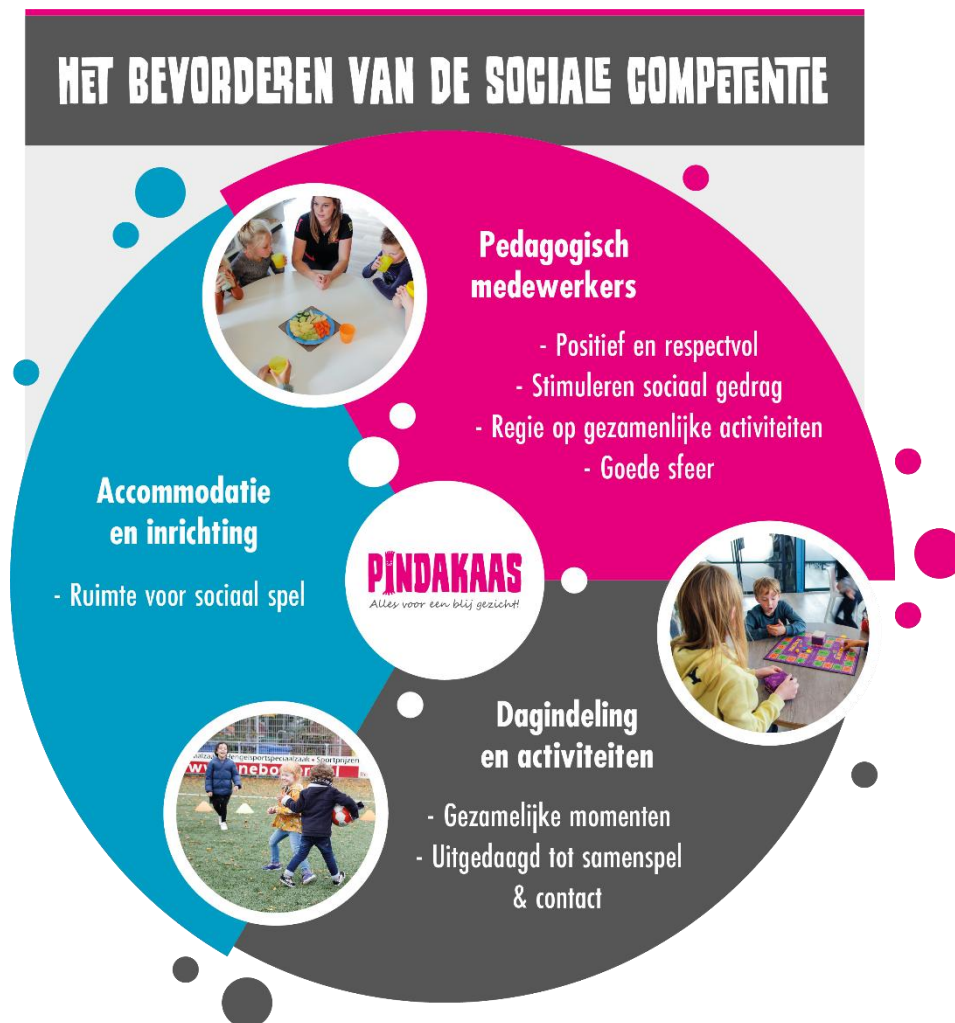 HET BEVORDEREN VAN DE SOCIALE COMPETENTIE
Pedagogisch
medewerkers
- Positief en respectvol
- Stimuleren sociaal gedrag
- Regie op gezamenlijke activiteiten
- Goede sfeer
Accommodatie
en inrichting
- Ruimte voor sociaal spel
PINDAKAAS
Alles voor een blij gezicht!
Dagindeling
en activiteiten
- Gezamelijke momenten
- Uitgedaagd tot samenspel
& contact
hengelsportspeciaalzaak • Sportprijzen